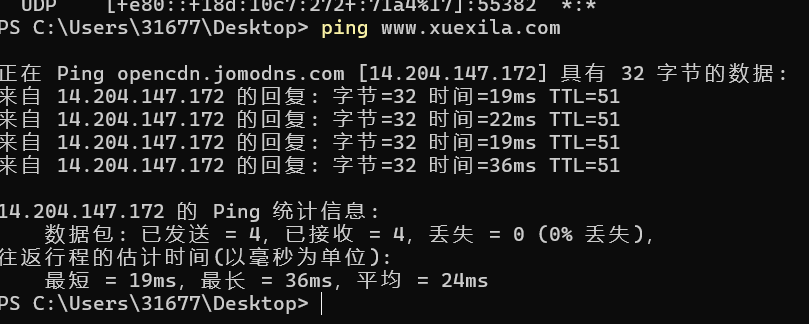 UDP    [fe80::f18d:10c7:272f:71a4%17]:55382  *:*
PS C:\Users\31677\Desktop> ping www.xuexila.com
正在 Ping opencdn.jomodns.com [14.204.147.172] 具有 32 字节的数据:
来自 14.204.147.172 的回复: 字节=32 时间=19ms TTL=51
来自 14.204.147.172 的回复: 字节=32 时间=22ms TTL=51
来自 14.204.147.172 的回复: 字节=32 时间=19ms TTL=51
来自 14.204.147.172 的回复: 字节=32 时间=36ms TTL=51
14.204.147.172 的 Ping 统计信息:
    数据包: 已发送 = 4，已接收 = 4，丢失 = 0 (0% 丢失)，
往返行程的估计时间(以毫秒为单位):
    最短 = 19ms，最长 = 36ms，平均 = 24ms
PS C:\Users\31677\Desktop>